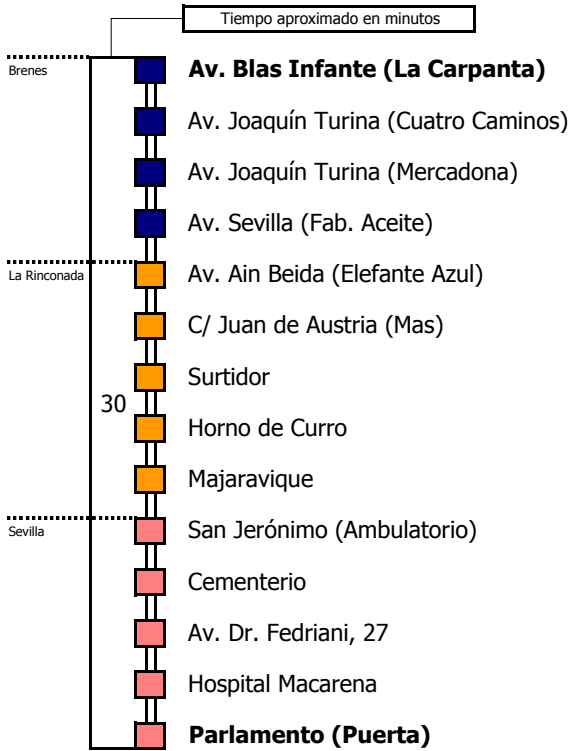 Tiempo aproximado en minutos
Brenes
Av. Blas Infante (La Carpanta)
Av. Joaquín Turina (Cuatro Caminos)
Av. Joaquín Turina (Mercadona)
Av. Sevilla (Fab. Aceite)
La Rinconada
Av. Ain Beida (Elefante Azul)
C/ Juan de Austria (Mas)
Surtidor
30
Horno de Curro
Majaravique
Sevilla
San Jerónimo (Ambulatorio)
Cementerio
Av. Dr. Fedriani, 27
Hospital Macarena
Parlamento (Puerta)